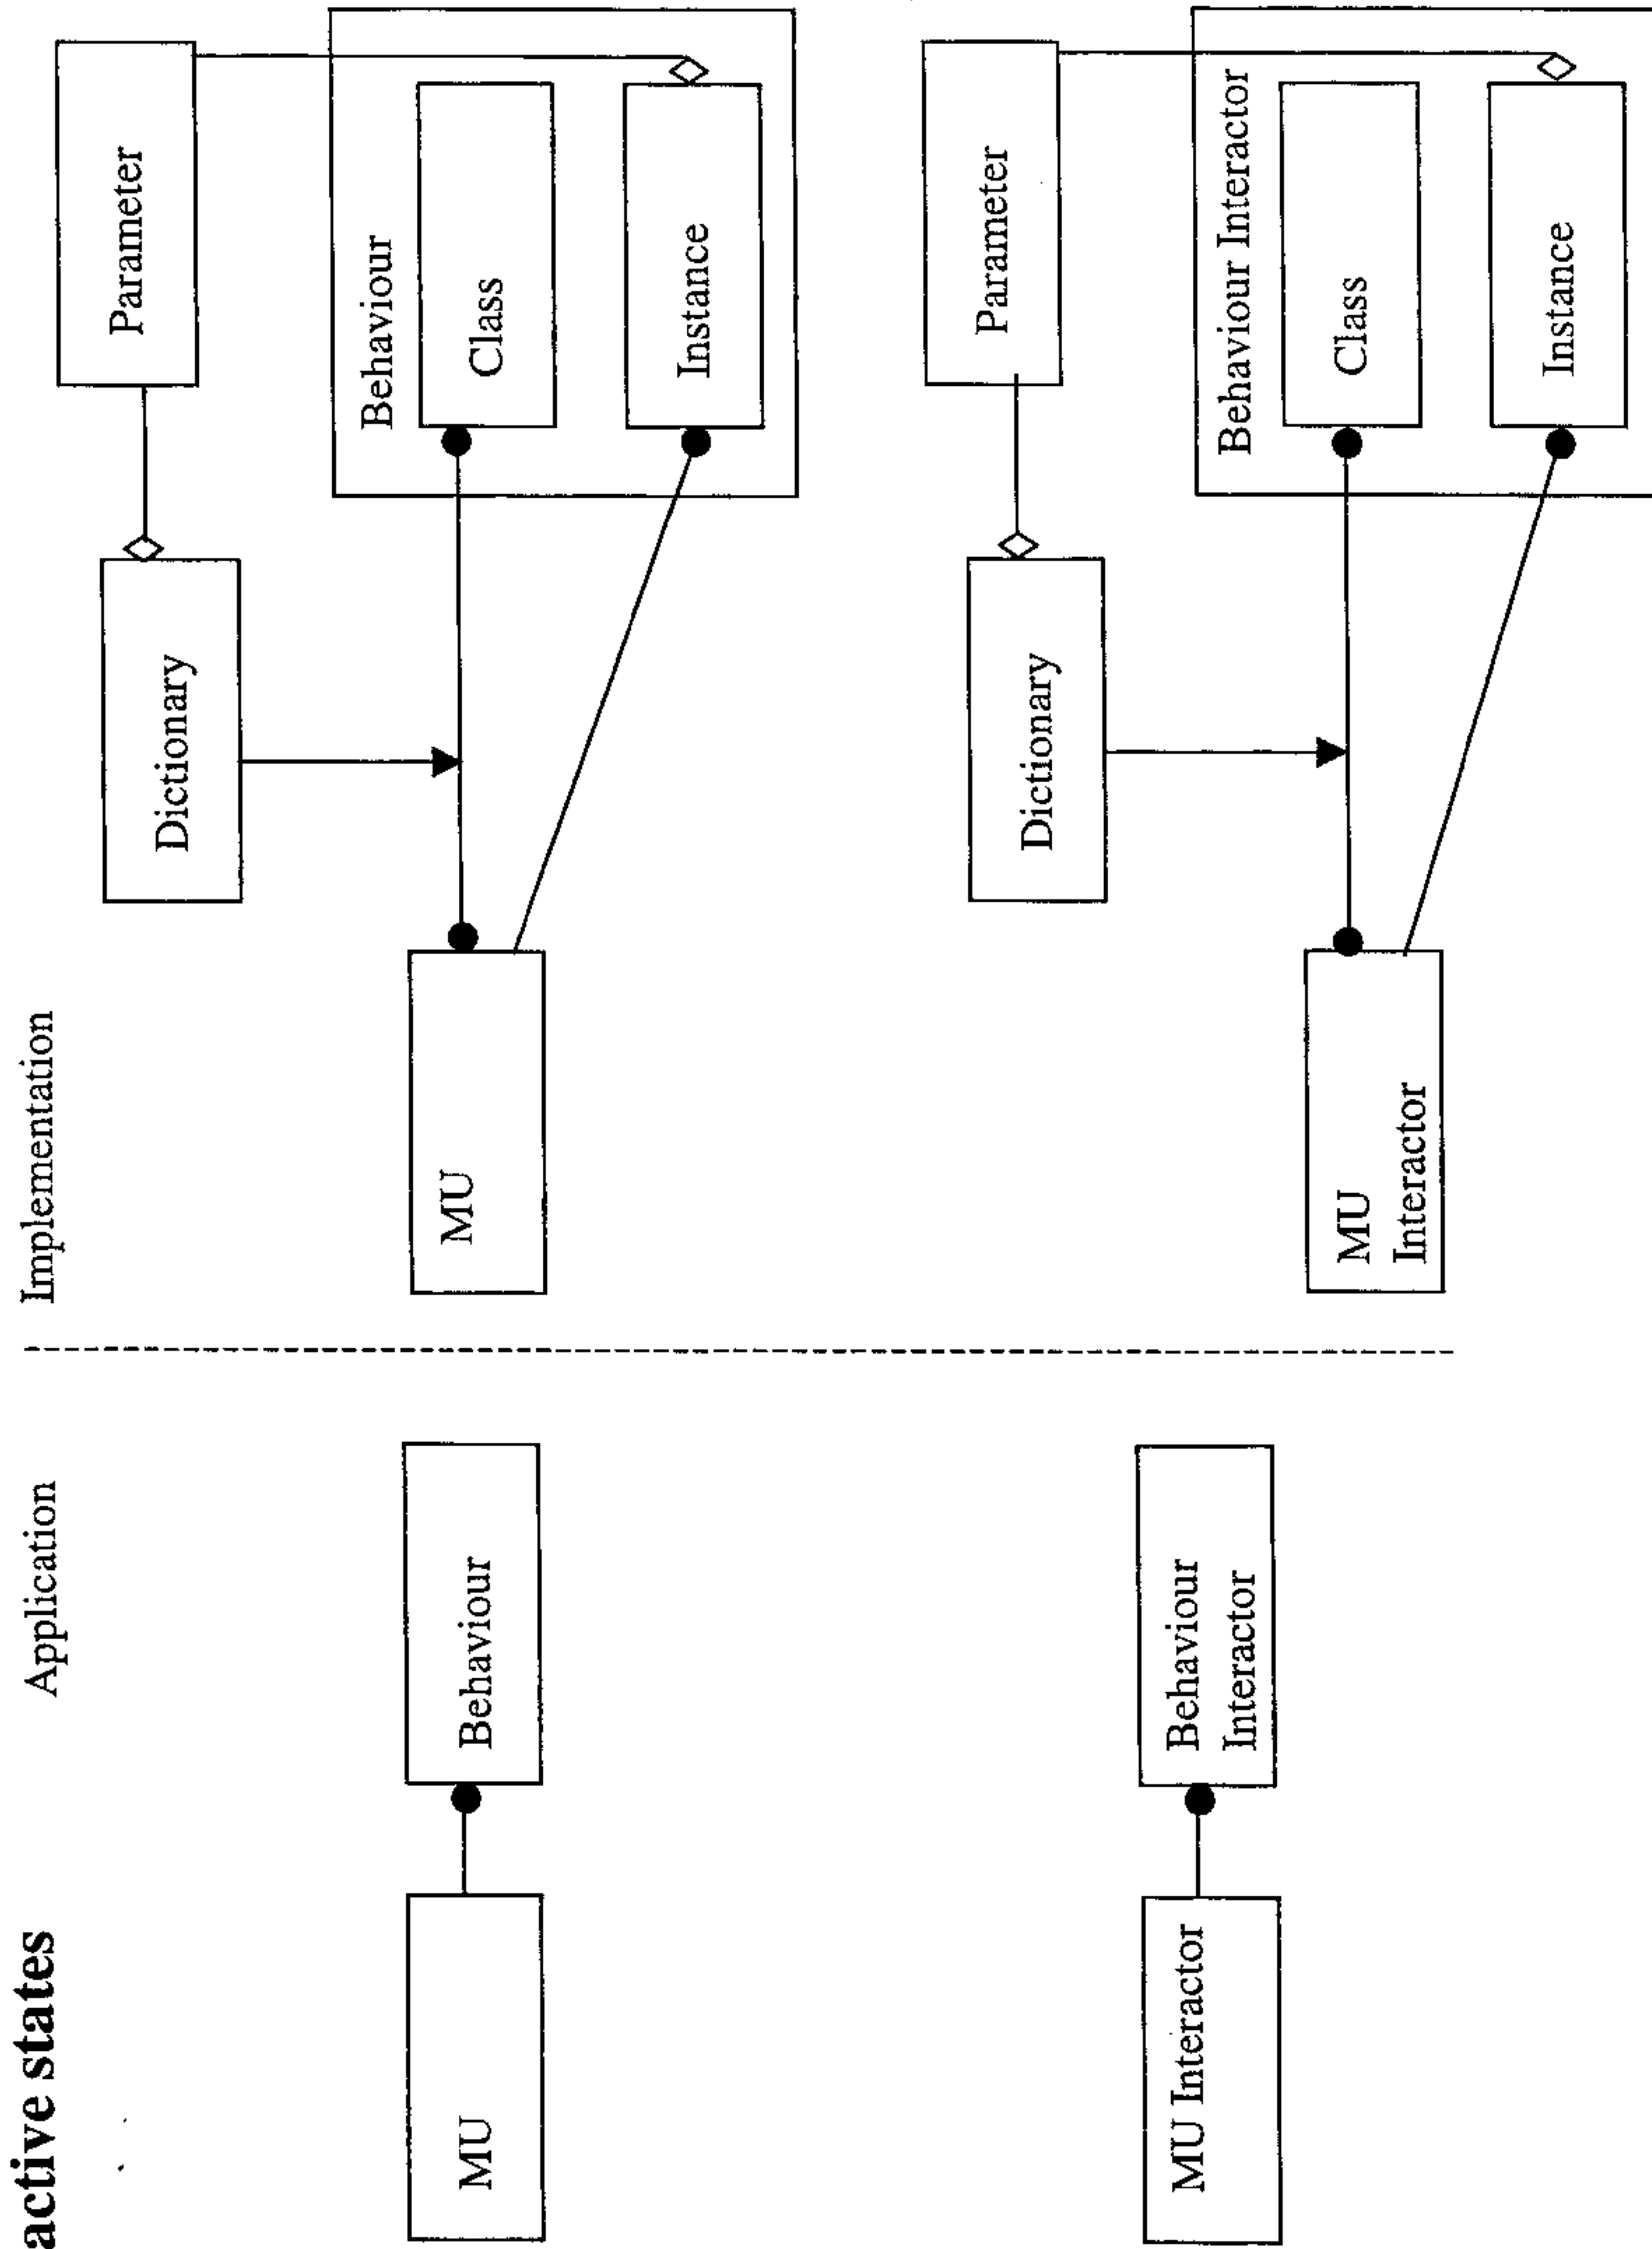 active states
Application
Implementation
MU
Behaviour
MU
Dictionary
Parameter
Behaviour
Class
Instance
MU Interactor
Behaviour
Interactor
MU
Interactor
Dictionary
Parameter
Behaviour Interactor
Class
Instance